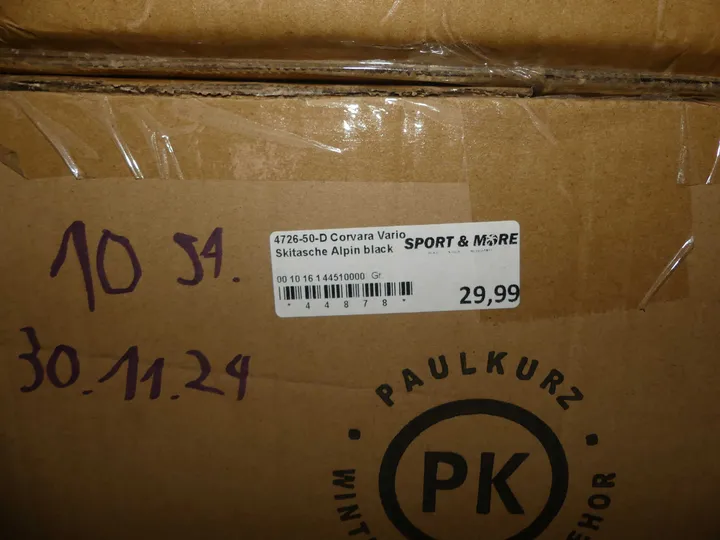 4726-50-D Corvara Vario
Skitasche Alpin black
SPORT & MORE
00 10 16 1 44510000 Gr.
* 4 4 8 7 8 *
29,99
10 St.
30.11.24
PAULKURZ
PK